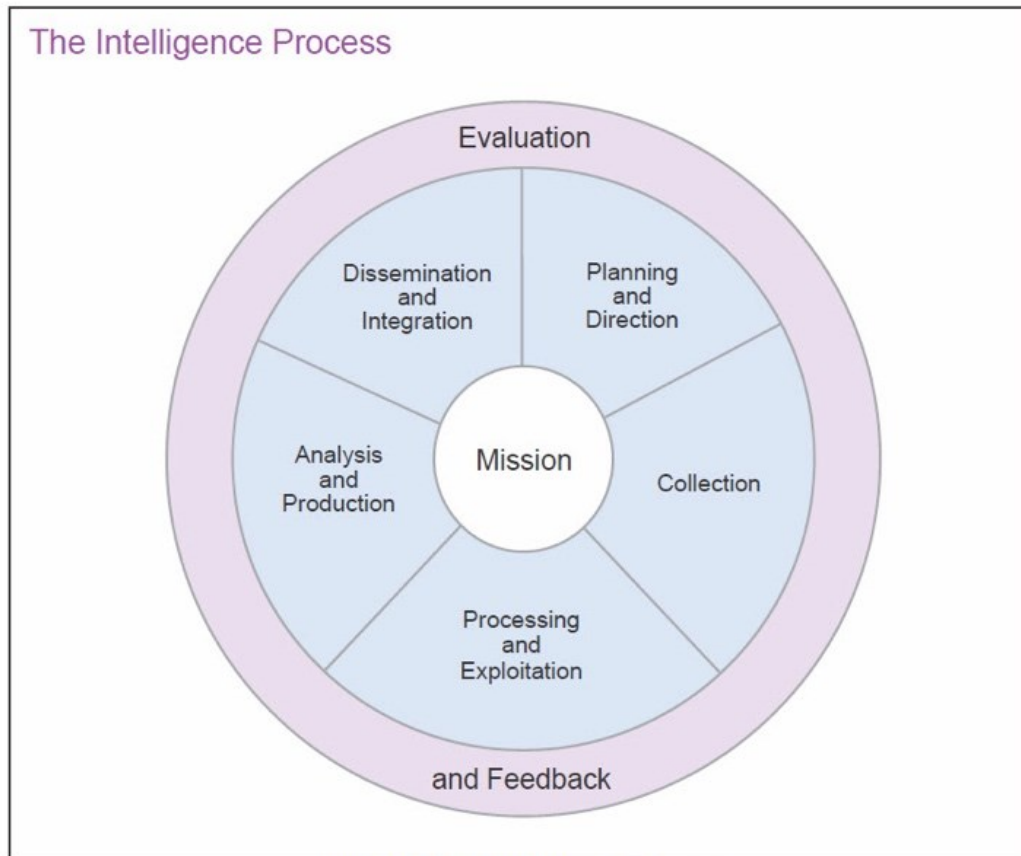 The Intelligence Process
Evaluation
Dissemination
and
Integration
Planning
and
Direction
Analysis
and
Production
Mission
Collection
Processing
and
Exploitation
and Feedback